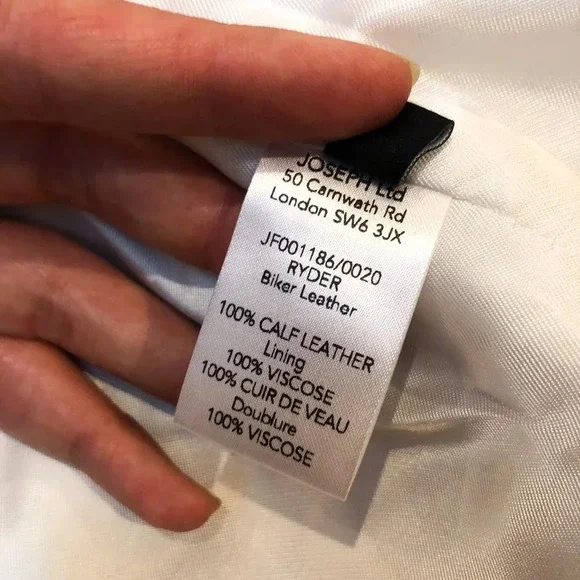 JOSEPH Ltd
50 Carnwath Rd
London SW6 3JX
JF001186/0020
RYDER
Biker Leather
100% CALF LEATHER
Lining
100% VISCOSE
100% CUIR DE VEAU
Doublure
100% VISCOSE